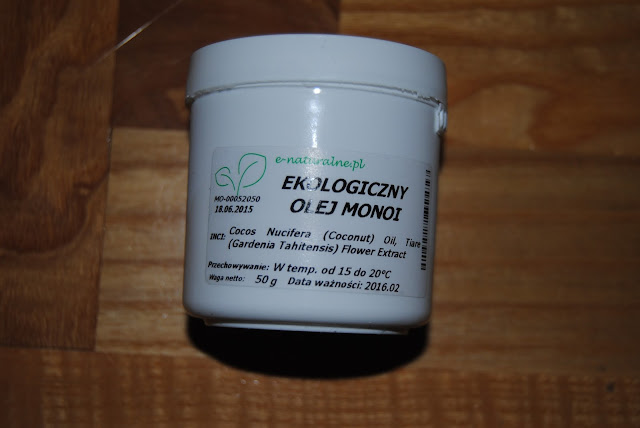 e-naturalne.pl
EKOLOGICZNY
OLEJ MONOI
MO-00052050
18.06.2015
INCI: Cocos Nucifera (Coconut) Oil, Tiare
(Gardenia Tahitensis) Flower Extract
Przechowywanie: W temp. od 15 do 20°C
Waga netto: 50 g Data ważności: 2016.02